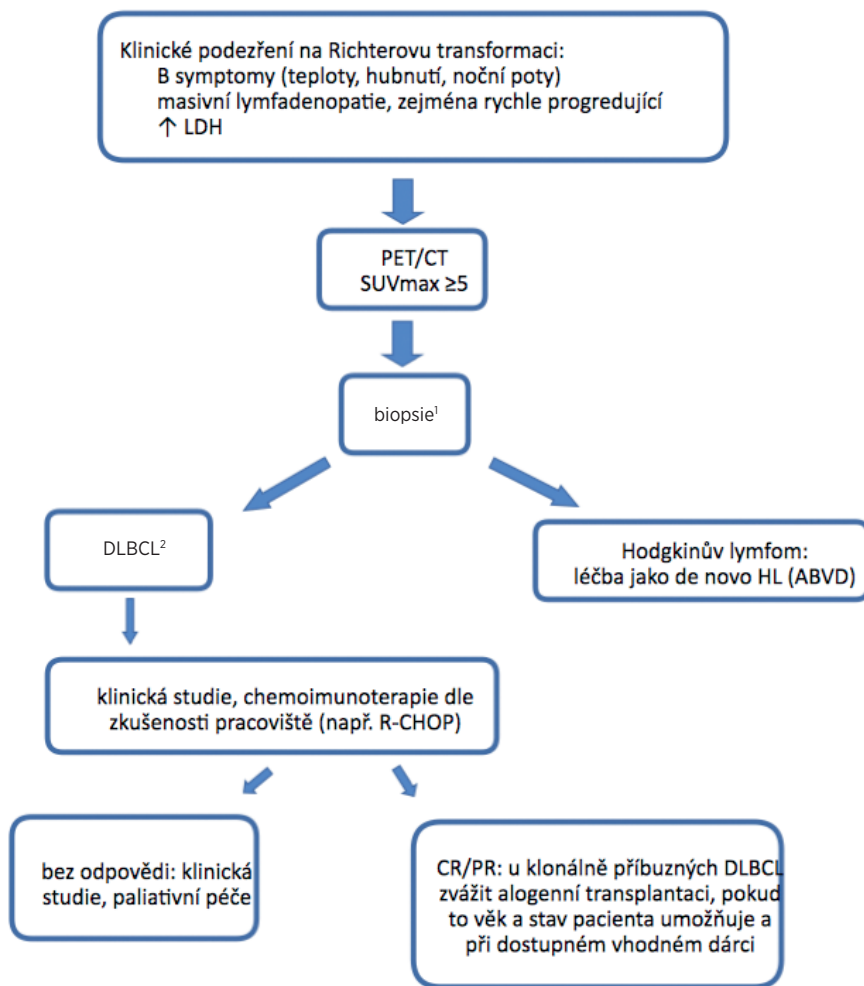 Klinické podezření na Richterovu transformaci:
B symptomy (teploty, hubnutí, noční poty)
masivní lymfadenopatie, zejména rychle progredující
↑ LDH
PET/CT
SUVmax ≥5
biopsie¹
DLBCL²
Hodgkinův lymfom:
léčba jako de novo HL (ABVD)
klinická studie, chemoimunoterapie dle
zkušenosti pracoviště (např. R-CHOP)
bez odpovědi: klinická
studie, paliativní péče
CR/PR: u klonálně příbuzných DLBCL
zvážit alogenní transplantaci, pokud
to věk a stav pacienta umožňuje a
při dostupném vhodném dárci